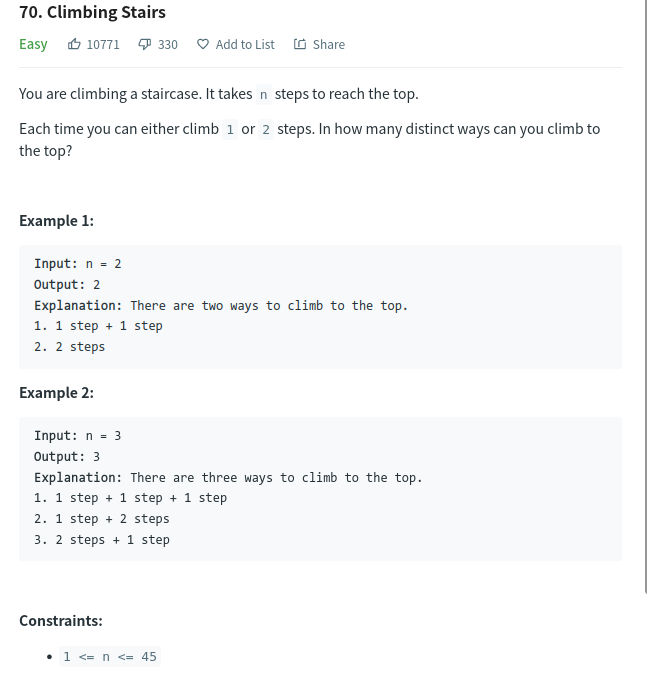 70. Climbing Stairs
Easy 10771 330 Add to List Share
You are climbing a staircase. It takes n steps to reach the top.
Each time you can either climb 1 or 2 steps. In how many distinct ways can you climb to
the top?
Example 1:
Input: n = 2
Output: 2
Explanation: There are two ways to climb to the top.
1. 1 step + 1 step
2. 2 steps
Example 2:
Input: n = 3
Output: 3
Explanation: There are three ways to climb to the top.
1. 1 step + 1 step + 1 step
2. 1 step + 2 steps
3. 2 steps + 1 step
Constraints:
• 1 <= n <= 45